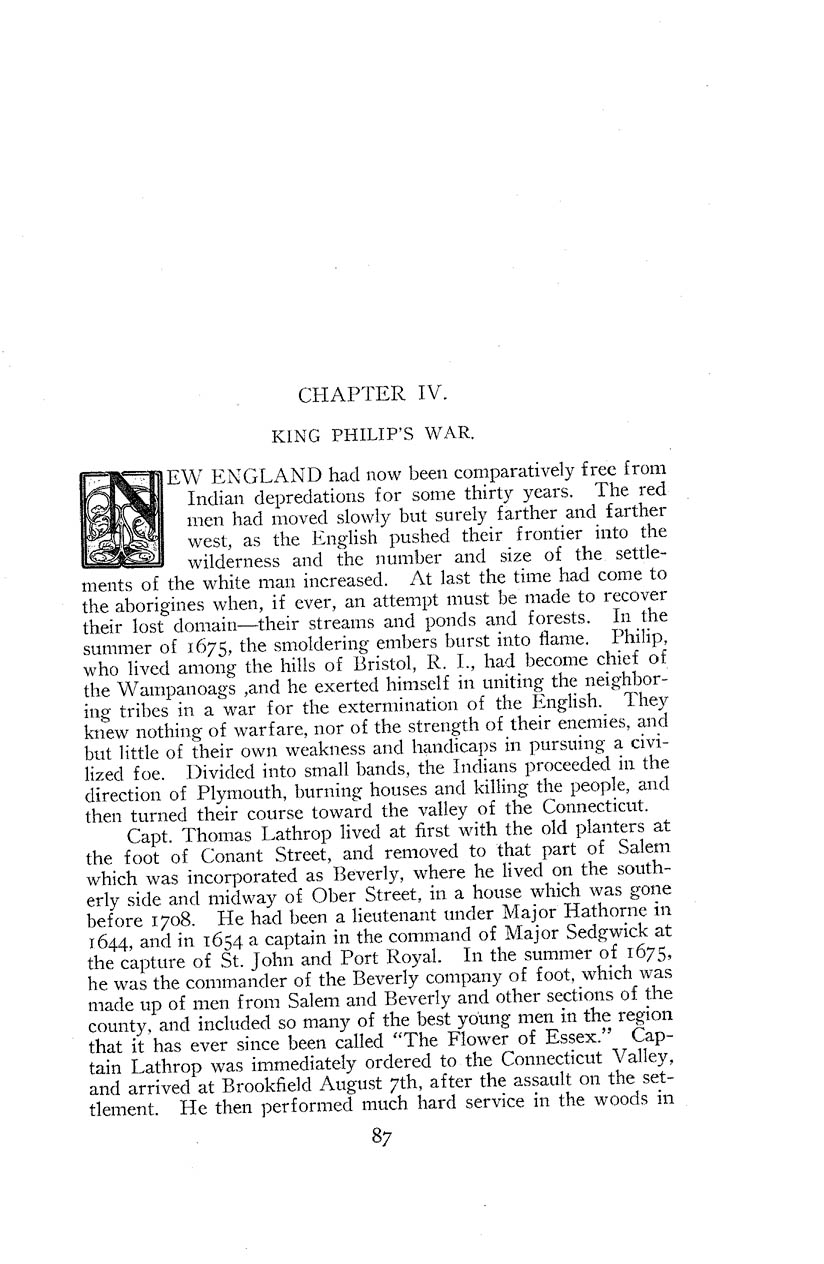 CHAPTER IV.
KING PHILIP'S WAR.
NEW ENGLAND had now been comparatively free from
Indian depredations for some thirty years. The red
men had moved slowly but surely farther and farther
west, as the English pushed their frontier into the
wilderness and the number and size of the settle-
ments of the white man increased. At last the time had come to
the aborigines when, if ever, an attempt must be made to recover
their lost domain—their streams and ponds and forests. In the
summer of 1675, the smoldering embers burst into flame. Philip,
who lived among the hills of Bristol, R. I., had become chief of
the Wampanoags ,and he exerted himself in uniting the neighbor-
ing tribes in a war for the extermination of the English. They
knew nothing of warfare, nor of the strength of their enemies, and
but little of their own weakness and handicaps in pursuing a civi-
lized foe. Divided into small bands, the Indians proceeded in the
direction of Plymouth, burning houses and killing the people, and
then turned their course toward the valley of the Connecticut.
Capt. Thomas Lathrop lived at first with the old planters at
the foot of Conant Street, and removed to that part of Salem
which was incorporated as Beverly, where he lived on the south-
erly side and midway of Ober Street, in a house which was gone
before 1708. He had been a lieutenant under Major Hathorne in
1644, and in 1654 a captain in the command of Major Sedgwick at
the capture of St. John and Port Royal. In the summer of 1675,
he was the commander of the Beverly company of foot, which was
made up of men from Salem and Beverly and other sections of the
county, and included so many of the best young men in the region
that it has ever since been called "The Flower of Essex." Cap-
tain Lathrop was immediately ordered to the Connecticut Valley,
and arrived at Brookfield August 7th, after the assault on the set-
tlement. He then performed much hard service in the woods in
87